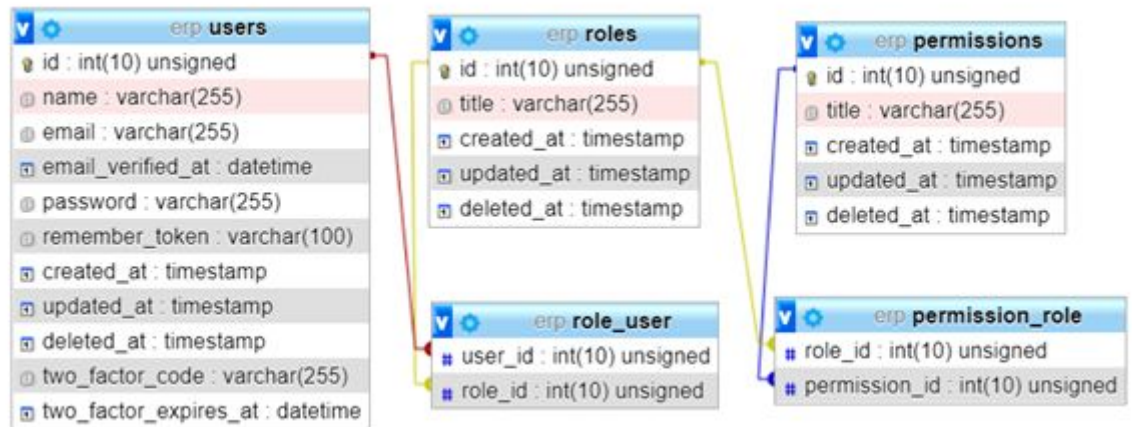 erp users
id : int(10) unsigned
name : varchar(255)
email : varchar(255)
email_verified_at : datetime
password : varchar(255)
remember_token : varchar(100)
created_at : timestamp
updated_at : timestamp
deleted_at : timestamp
two_factor_code : varchar(255)
two_factor_expires_at : datetime
erp roles
id : int(10) unsigned
title : varchar(255)
created_at : timestamp
updated_at : timestamp
deleted_at : timestamp
erp permissions
id : int(10) unsigned
title : varchar(255)
created_at : timestamp
updated_at : timestamp
deleted_at : timestamp
erp role_user
# user_id : int(10) unsigned
# role_id : int(10) unsigned
erp permission_role
# role_id : int(10) unsigned
# permission_id : int(10) unsigned